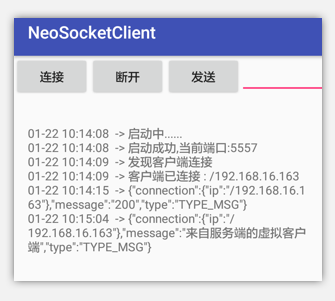 NeoSocketClient
连接 断开 发送
01-22 10:14:08 -> 启动中......
01-22 10:14:08 -> 启动成功,当前端口:5557
01-22 10:14:09 -> 发现客户端连接
01-22 10:14:09 -> 客户端已连接 : /192.168.16.163
01-22 10:14:15 -> {"connection":{"ip":"/192.168.16.1
63"},"message":"200","type":"TYPE_MSG"}
01-22 10:15:04 -> {"connection":{"ip":"/
192.168.16.163"},"message":"来自服务端的虚拟客户
端","type":"TYPE_MSG"}